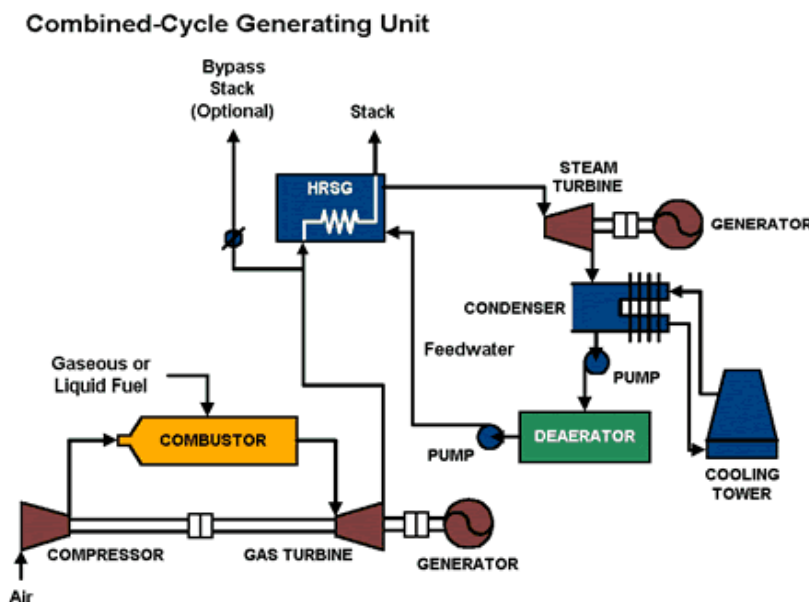 Combined-Cycle Generating Unit
Bypass
Stack
(Optional)
Stack
HRSG
STEAM
TURBINE
GENERATOR
CONDENSER
Feedwater
Gaseous or
Liquid Fuel
PUMP
COMBUSTOR
PUMP
DEAERATOR
COOLING
TOWER
COMPRESSOR
GAS TURBINE
GENERATOR
Air